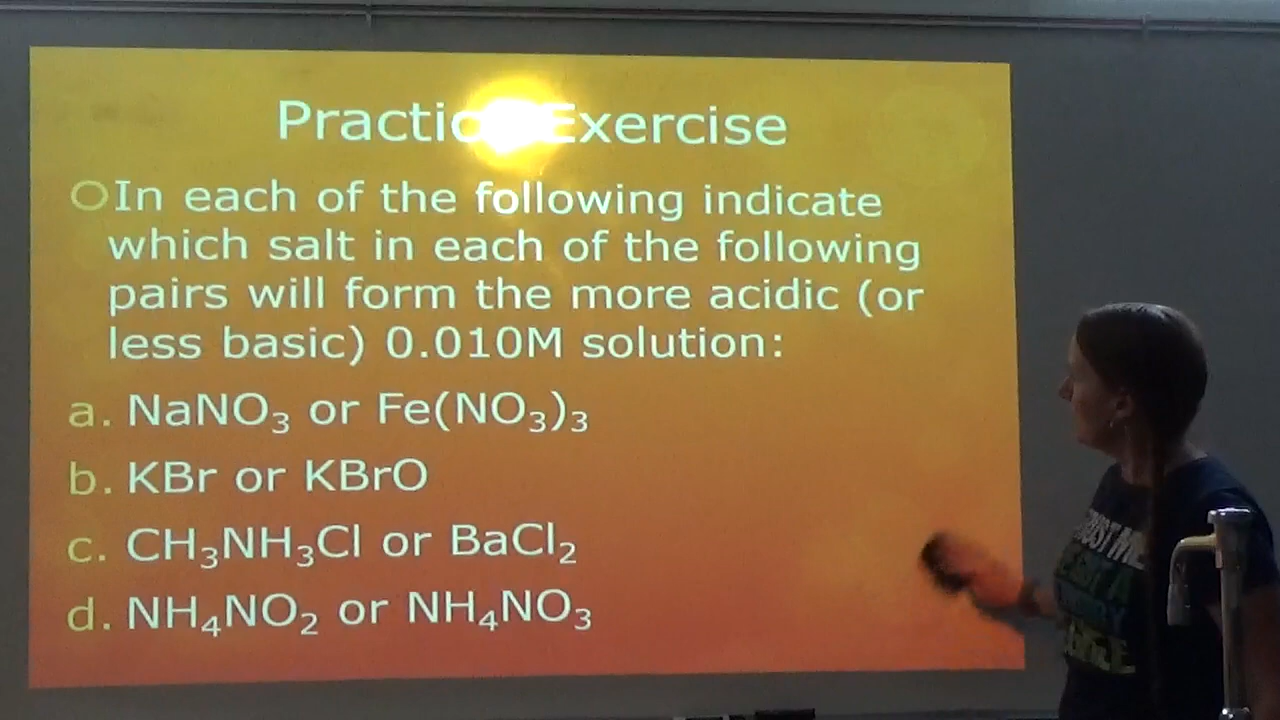 Practice Exercise
In each of the following indicate
which salt in each of the following
pairs will form the more acidic (or
less basic) 0.010M solution:
a. NaNO₃ or Fe(NO₃)₃
b. KBr or KBrO
c. CH₃NH₃Cl or BaCl₂
d. NH₄NO₂ or NH₄NO₃